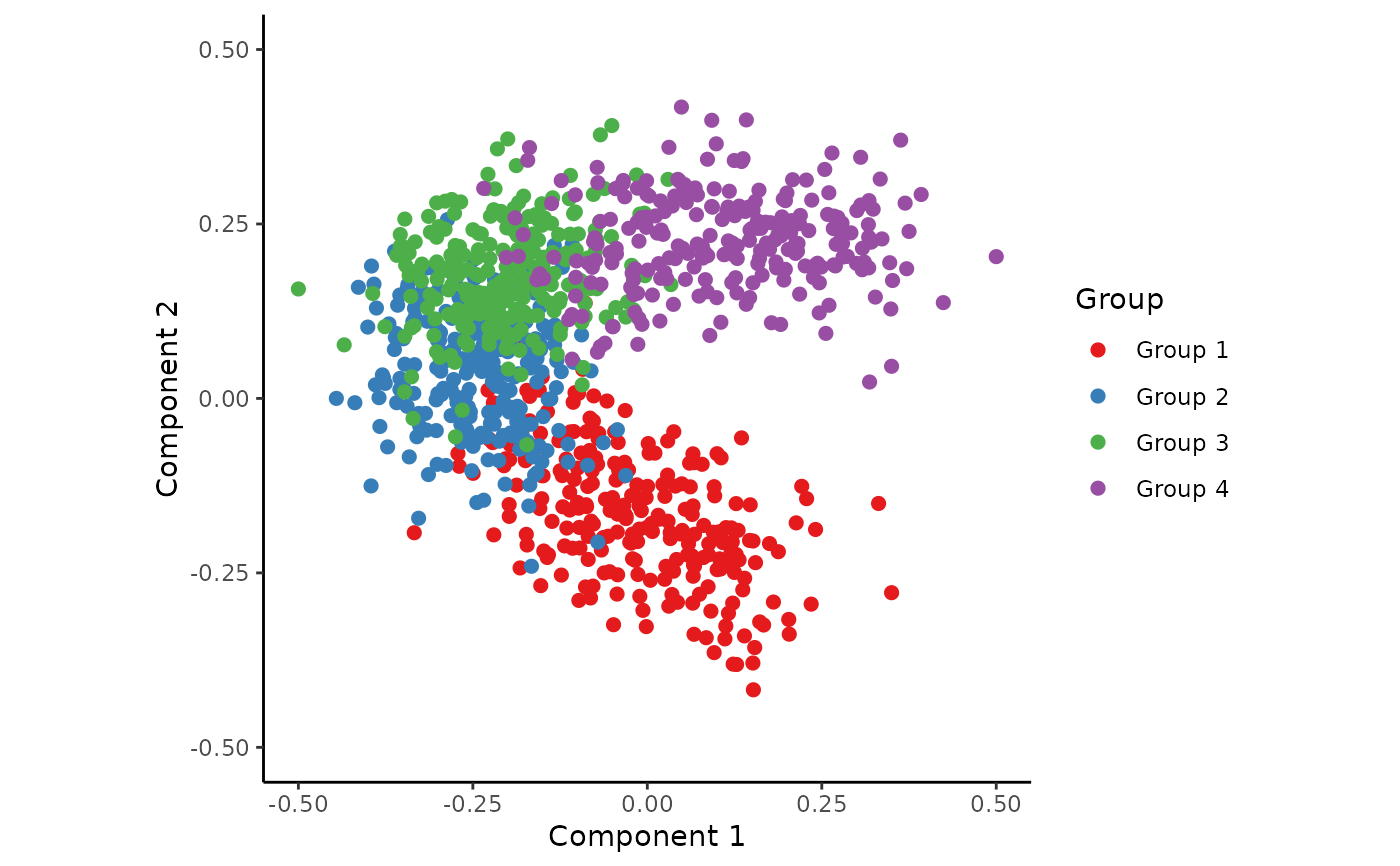 0.50
0.25
0.00
-0.25
-0.50
Component 2
-0.50 -0.25 0.00 0.25 0.50
Component 1
Group
Group 1
Group 2
Group 3
Group 4